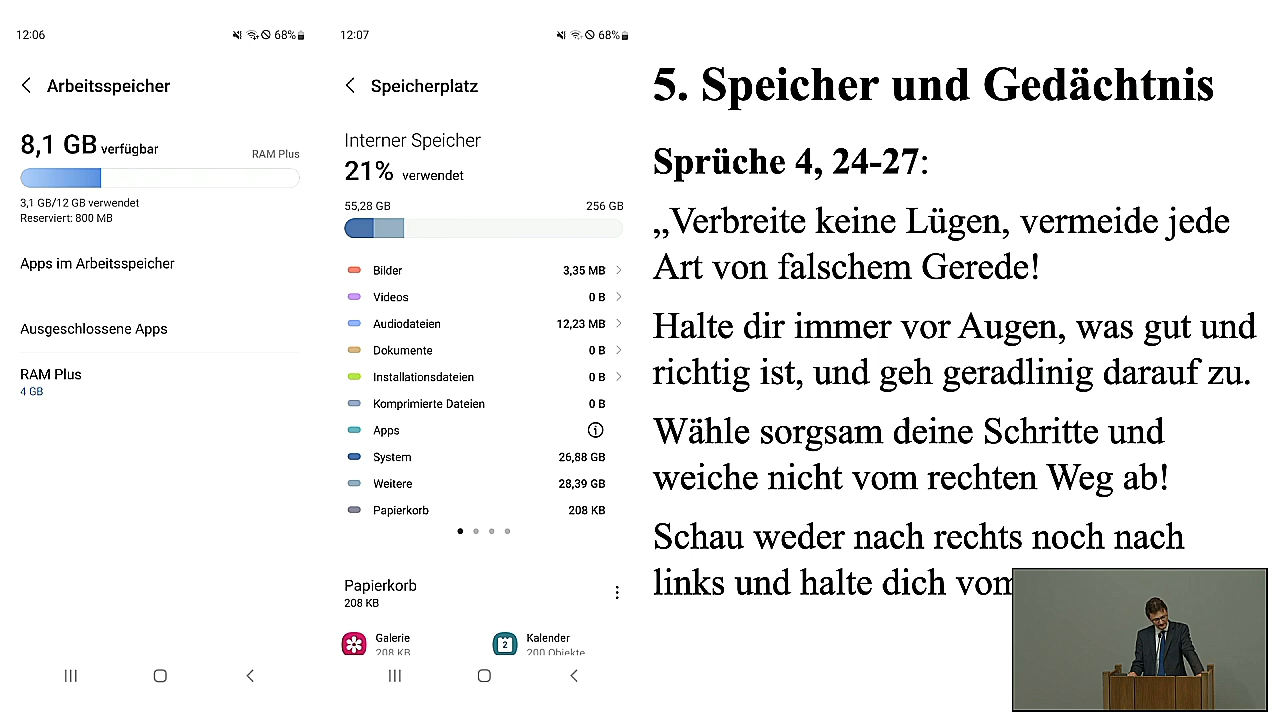 12:06
68%
Arbeitsspeicher
8,1 GB verfügbar
RAM Plus
3,1 GB/12 GB verwendet
Reserviert: 800 MB
Apps im Arbeitsspeicher
Ausgeschlossene Apps
RAM Plus
4 GB
12:07
68%
Speicherplatz
Interner Speicher
21% verwendet
55,28 GB
256 GB
Bilder 3,35 MB
Videos 0 B
Audiodateien 12,23 MB
Dokumente 0 B
Installationsdateien 0 B
Komprimierte Dateien 0 B
Apps
System 26,88 GB
Weitere 28,39 GB
Papierkorb 208 KB
Papierkorb
208 KB
Galerie
208 KB
2
Kalender
200 Objekte
5. Speicher und Gedächtnis
Sprüche 4, 24-27:
„Verbreite keine Lügen, vermeide jede
Art von falschem Gerede!
Halte dir immer vor Augen, was gut und
richtig ist, und geh geradlinig darauf zu.
Wähle sorgsam deine Schritte und
weiche nicht vom rechten Weg ab!
Schau weder nach rechts noch nach
links und halte dich vom